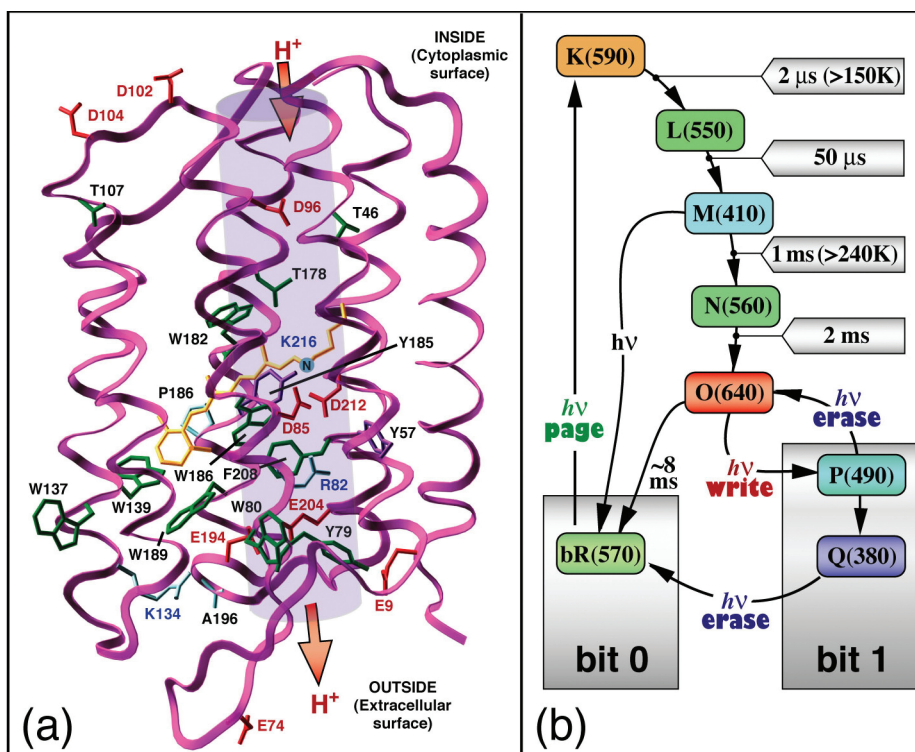 INSIDE
(Cytoplasmic
surface)
H+
D102
D104
T107
D96
T46
T178
W182
K216
N
Y185
P186
D85
D212
Y57
W186
F208
R82
W137
W139
W80
E204
Y79
W189
E194
E9
K134
A196
H+
OUTSIDE
(Extracellular
surface)
E74
(a)
K(590)
2 μs (>150K)
L(550)
50 μs
M(410)
1 ms (>240K)
N(560)
hν
2 ms
O(640)
hν
page
hν
erase
hν
write
~8
ms
P(490)
bR(570)
Q(380)
hν
erase
bit 0
bit 1
(b)